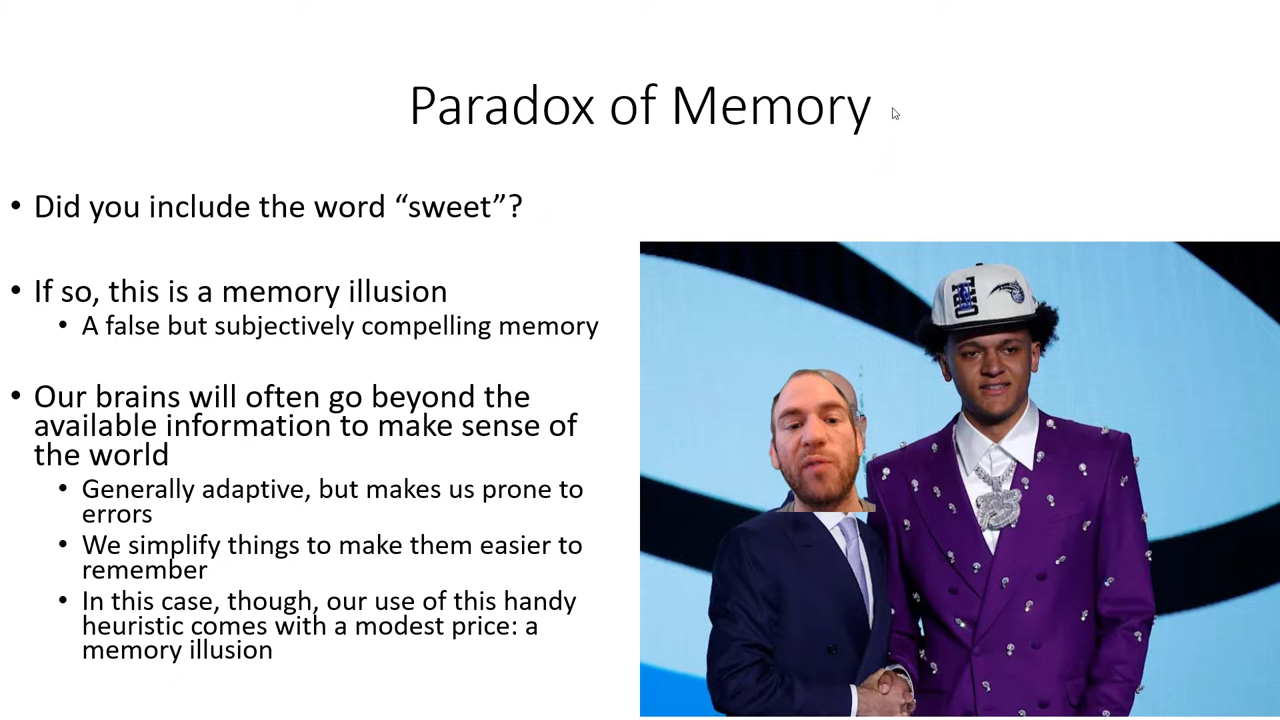 Paradox of Memory
• Did you include the word “sweet”?
• If so, this is a memory illusion
• A false but subjectively compelling memory
• Our brains will often go beyond the
available information to make sense of
the world
• Generally adaptive, but makes us prone to
errors
• We simplify things to make them easier to
remember
• In this case, though, our use of this handy
heuristic comes with a modest price: a
memory illusion